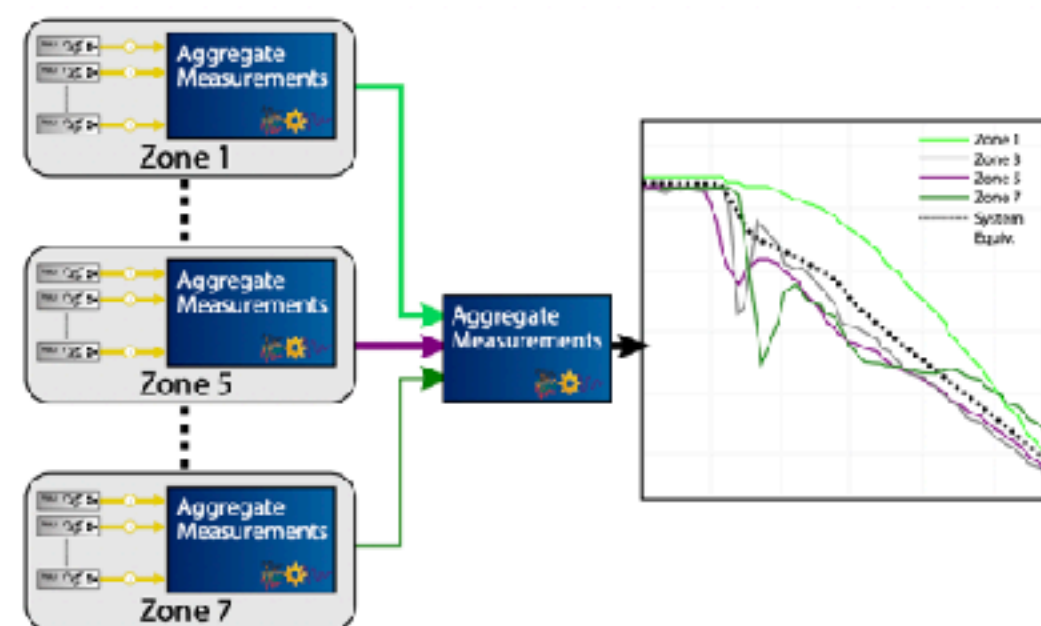 Aggregate
Measurements
Zone 1
Aggregate
Measurements
Zone 5
Aggregate
Measurements
Zone 7
Aggregate
Measurements
Zone 1
Zone 3
Zone 5
Zone 7
System
Equiv.